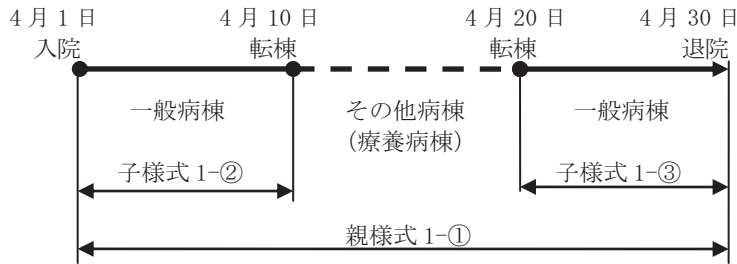 4月1日 4月10日 4月20日 4月30日
入院 転棟 転棟 退院
一般病棟 その他病棟 一般病棟
(療養病棟)
子様式1-② 子様式1-③
親様式1-①